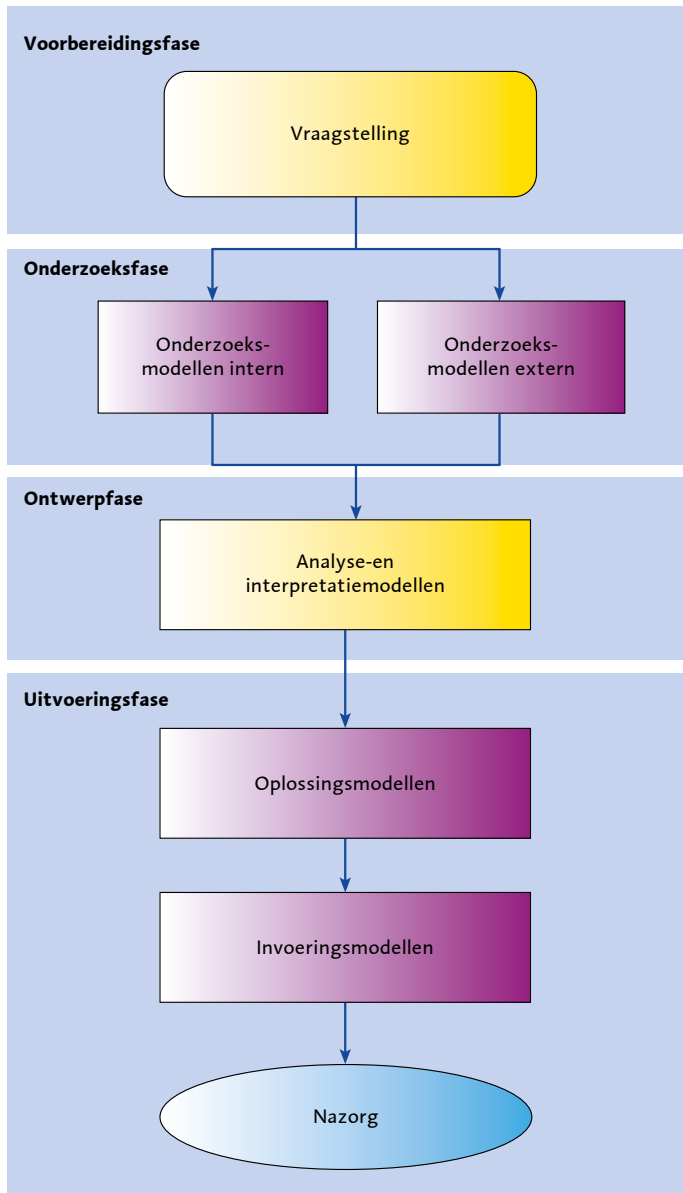 Voorbereidingsfase
Vraagstelling
Onderzoeksfase
Onderzoeks-
modellen intern
Onderzoeks-
modellen extern
Ontwerpfase
Analyse-en
interpretatiemodellen
Uitvoeringsfase
Oplossingsmodellen
Invoeringsmodellen
Nazorg